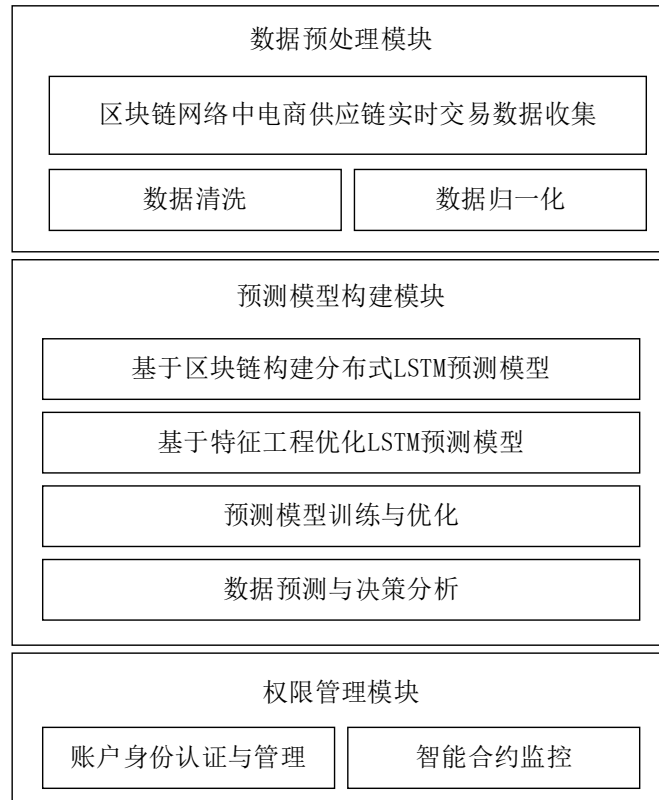 数据预处理模块
区块链网络中电商供应链实时交易数据收集
数据清洗
数据归一化
预测模型构建模块
基于区块链构建分布式LSTM预测模型
基于特征工程优化LSTM预测模型
预测模型训练与优化
数据预测与决策分析
权限管理模块
账户身份认证与管理
智能合约监控